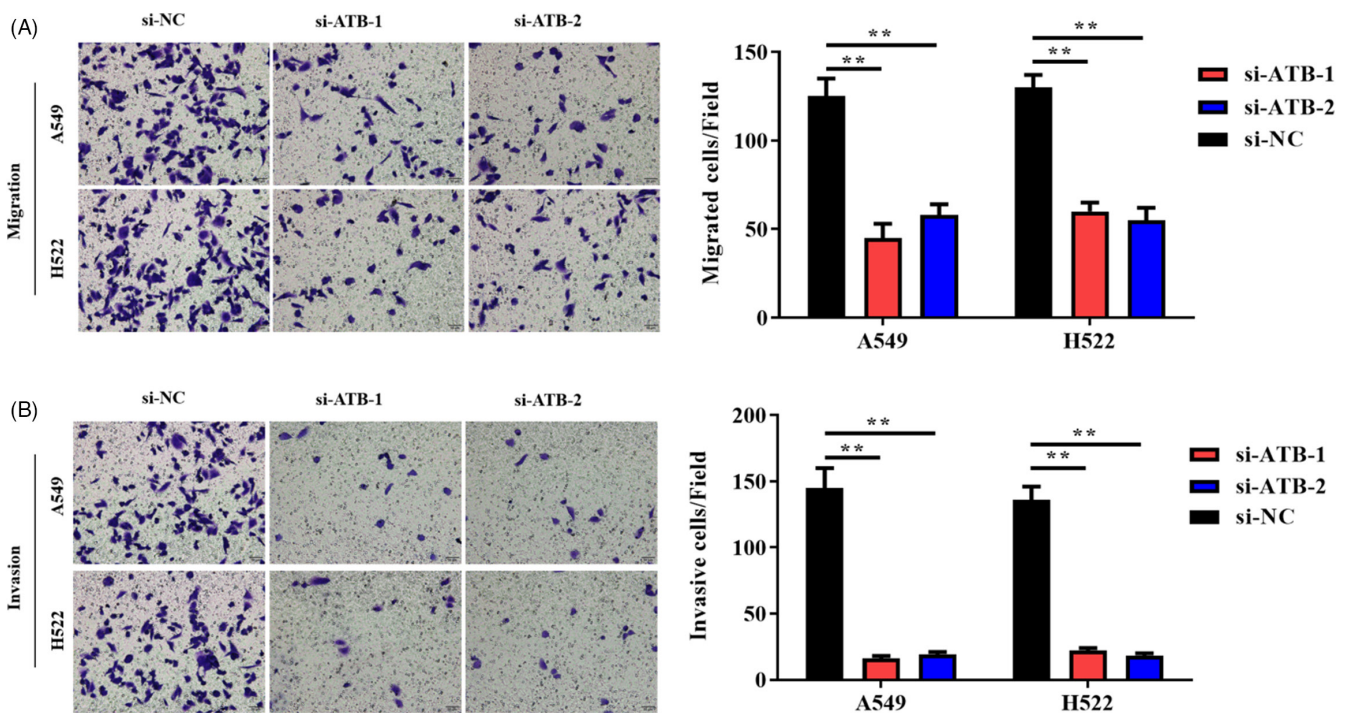 (A)
si-NC si-ATB-1 si-ATB-2
Migration
A549
H522
Migrated cells/Field
150
100
50
0
**
**
**
**
A549 H522
si-ATB-1
si-ATB-2
si-NC
(B)
si-NC si-ATB-1 si-ATB-2
Invasion
A549
H522
Invasive cells/Field
200
150
100
50
0
**
**
**
**
A549 H522
si-ATB-1
si-ATB-2
si-NC